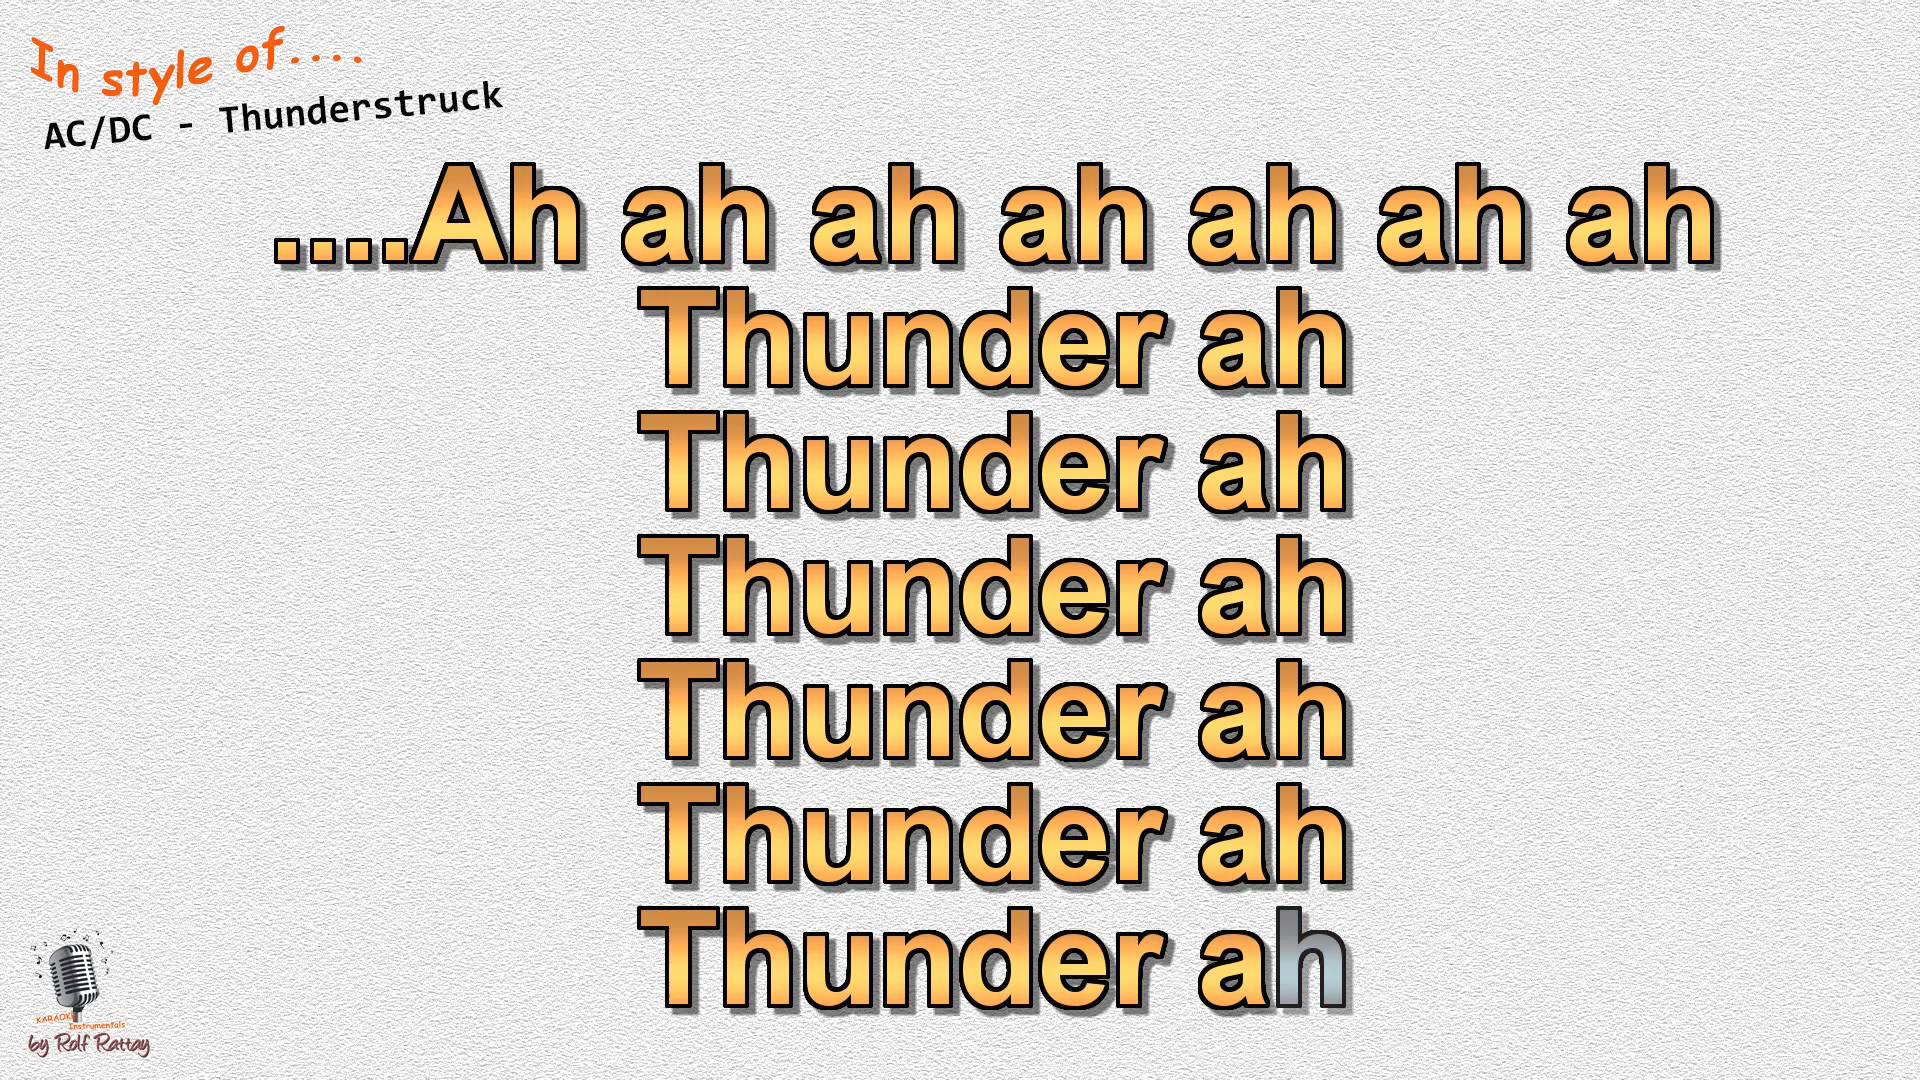 In style of....
AC/DC - Thunderstruck
....Ah ah ah ah ah ah ah
Thunder ah
Thunder ah
Thunder ah
Thunder ah
Thunder ah
Thunder ah
KARAOKE
Instrumentals
by Rolf Rattay